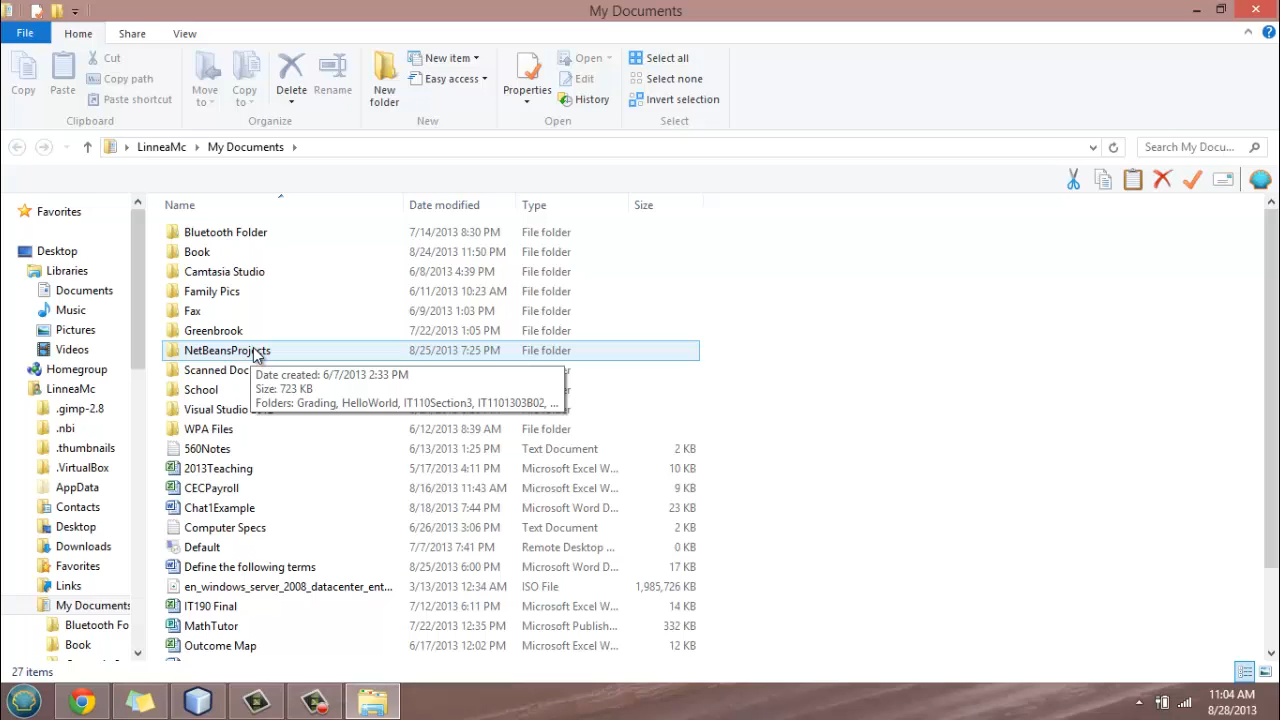 My Documents
File Home Share View
Copy
Paste
Cut
Copy path
Paste shortcut
Clipboard
Move to
Copy to
Delete
Rename
Organize
New folder
New item
Easy access
New
Properties
Open
Edit
History
Open
Select all
Select none
Invert selection
Select
LinneaMc My Documents
Search My Docu...
Name Date modified Type Size
Favorites
Desktop
Libraries
Documents
Music
Pictures
Videos
Homegroup
LinneaMc
.gimp-2.8
.nbi
.thumbnails
.VirtualBox
AppData
Contacts
Desktop
Downloads
Favorites
Links
My Documents
Bluetooth Fo
Book
Bluetooth Folder 7/14/2013 8:30 PM File folder
Book 8/24/2013 11:50 PM File folder
Camtasia Studio 6/8/2013 4:39 PM File folder
Family Pics 6/11/2013 10:23 AM File folder
Fax 6/9/2013 1:03 PM File folder
Greenbrook 7/22/2013 1:05 PM File folder
NetBeansProjects 8/25/2013 7:25 PM File folder
Scanned Doc
School
Visual Studio
Date created: 6/7/2013 2:33 PM
Size: 723 KB
Folders: Grading, HelloWorld, IT110Section3, IT1101303B02, ...
WPA Files 6/12/2013 8:39 AM File folder
560Notes 6/13/2013 1:25 PM Text Document 2 KB
2013Teaching 5/17/2013 4:11 PM Microsoft Excel W... 10 KB
CECPayroll 8/16/2013 11:43 AM Microsoft Excel W... 9 KB
Chat1Example 8/18/2013 7:44 PM Microsoft Word D... 23 KB
Computer Specs 6/26/2013 3:06 PM Text Document 2 KB
Default 7/7/2013 7:41 PM Remote Desktop ... 0 KB
Define the following terms 8/25/2013 6:00 PM Microsoft Word D... 17 KB
en_windows_server_2008_datacenter_ent... 3/13/2013 12:34 AM ISO File 1,985,726 KB
IT190 Final 7/12/2013 6:11 PM Microsoft Excel W... 14 KB
MathTutor 7/22/2013 12:35 PM Microsoft Publish... 332 KB
Outcome Map 6/17/2013 12:02 PM Microsoft Excel W... 12 KB
27 items
11:04 AM
8/28/2013